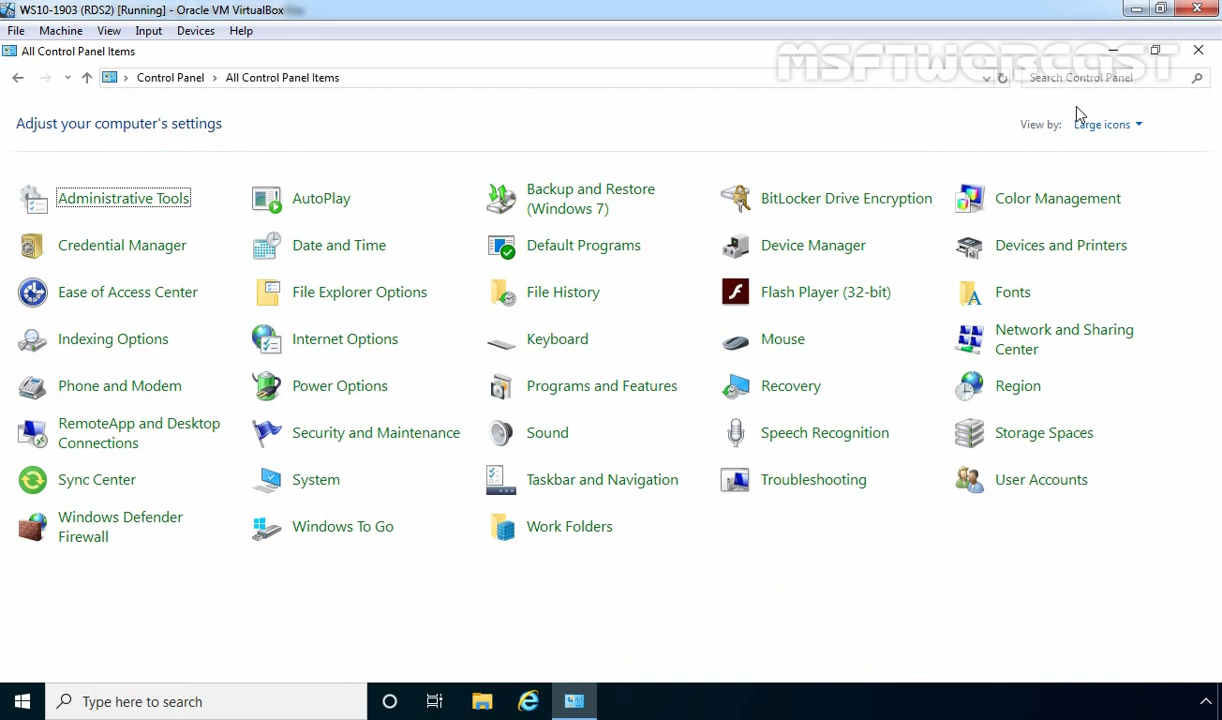 WS10-1903 (RDS2) [Running] - Oracle VM VirtualBox
File Machine View Input Devices Help
All Control Panel Items
MSFTWEBCAST
Control Panel All Control Panel Items
Search Control Panel
Adjust your computer's settings
View by: Large icons
Administrative Tools
AutoPlay
Backup and Restore
(Windows 7)
BitLocker Drive Encryption
Color Management
Credential Manager
Date and Time
Default Programs
Device Manager
Devices and Printers
Ease of Access Center
File Explorer Options
File History
Flash Player (32-bit)
Fonts
Indexing Options
Internet Options
Keyboard
Mouse
Network and Sharing
Center
Phone and Modem
Power Options
Programs and Features
Recovery
Region
RemoteApp and Desktop
Connections
Security and Maintenance
Sound
Speech Recognition
Storage Spaces
Sync Center
System
Taskbar and Navigation
Troubleshooting
User Accounts
Windows Defender
Firewall
Windows To Go
Work Folders
Type here to search